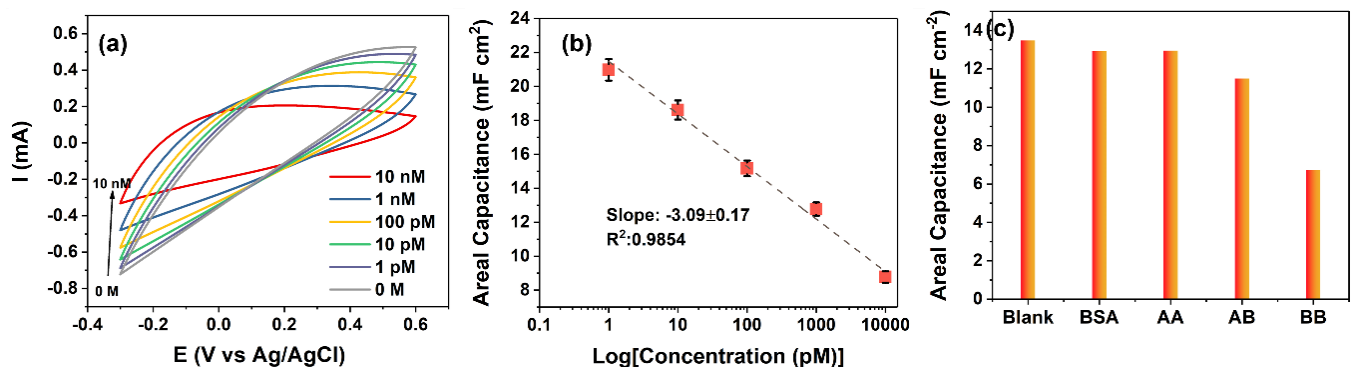 (a)
I (mA)
0.6
0.4
0.2
0.0
-0.2
-0.4
-0.6
-0.8
10 nM
0 M
10 nM
1 nM
100 pM
10 pM
1 pM
0 M
-0.4 -0.2 0.0 0.2 0.4 0.6
E (V vs Ag/AgCl)
(b)
Areal Capacitance (mF cm²)
24
22
20
18
16
14
12
10
8
6
Slope: -3.09±0.17
R²:0.9854
0.1 1 10 100 1000 10000
Log[Concentration (pM)]
(c)
Areal Capacitance (mF cm⁻²)
14
12
10
8
6
4
2
0
Blank BSA AA AB BB